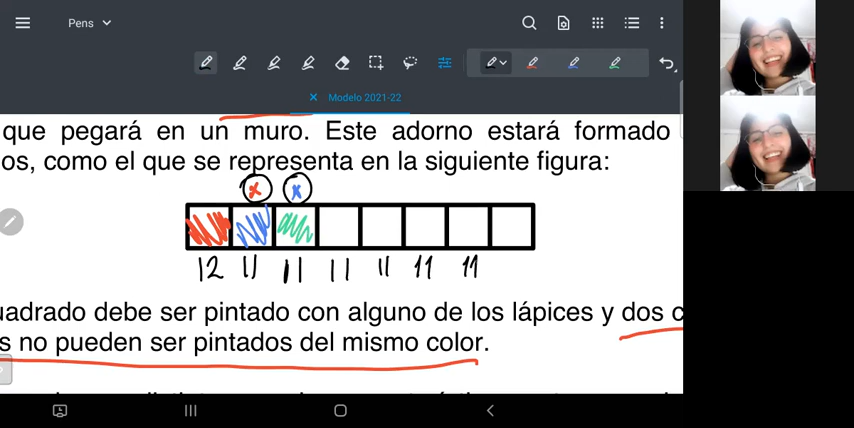 Pens
Modelo 2021-22
que pegará en un muro. Este adorno estará formado
os, como el que se representa en la siguiente figura:
x x
12 11 11 11 11 11 11
uadrado debe ser pintado con alguno de los lápices y dos c
s no pueden ser pintados del mismo color.